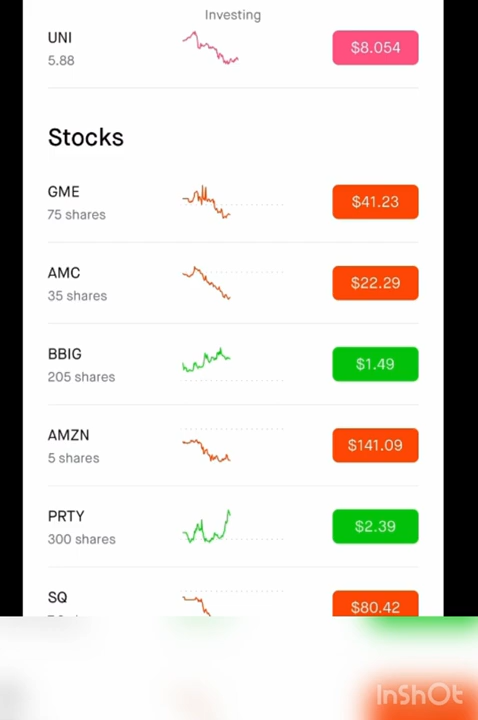 Investing
UNI
$8.054
5.88
Stocks
GME
$41.23
75 shares
AMC
$22.29
35 shares
BBIG
$1.49
205 shares
AMZN
$141.09
5 shares
PRTY
$2.39
300 shares
SQ
$80.42
InShOt